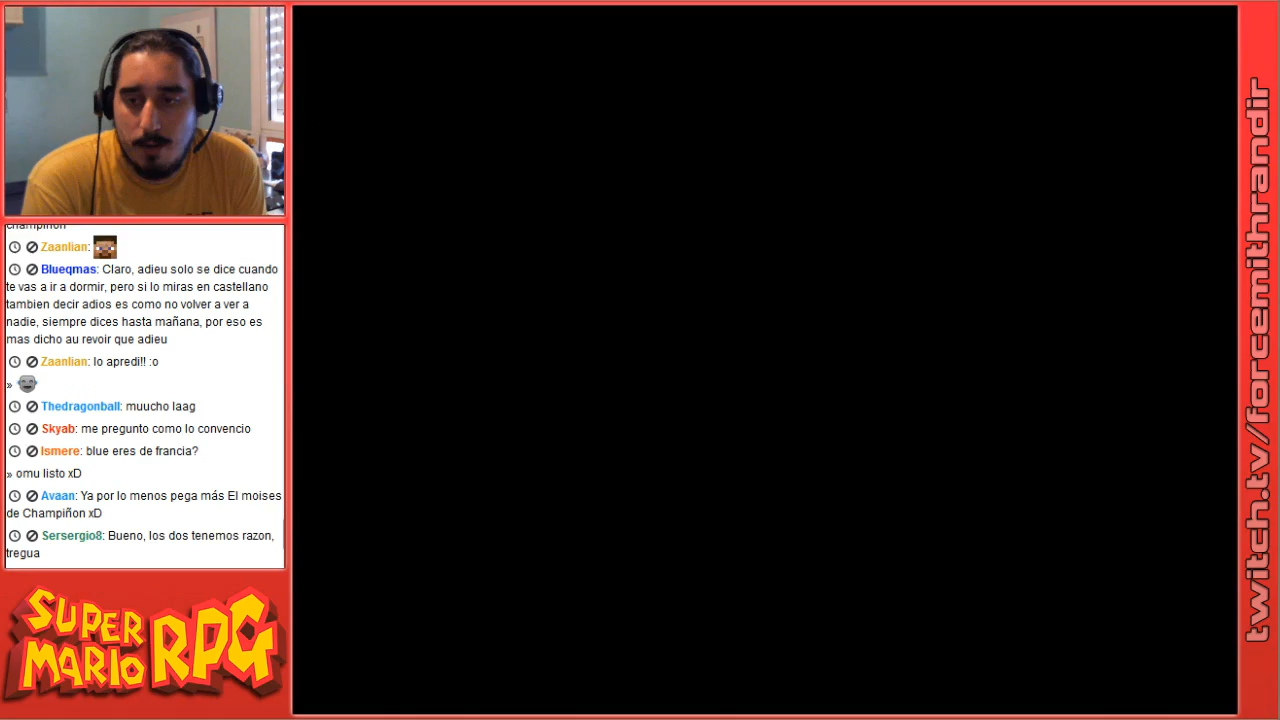 champiñon
Zaanlian:
Blueqmas: Claro, adieu solo se dice cuando
te vas a ir a dormir, pero si lo miras en castellano
tambien decir adios es como no volver a ver a
nadie, siempre dices hasta mañana, por eso es
mas dicho au revoir que adieu
Zaanlian: lo apredi!! :o
»
Thedragonball: muucho laag
Skyab: me pregunto como lo convencio
Ismere: blue eres de francia?
» omu listo xD
Avaan: Ya por lo menos pega más El moises
de Champiñon xD
Sersergio8: Bueno, los dos tenemos razon,
tregua
SUPER
MARIO
RPG
twitch.tv/forcemithrandir